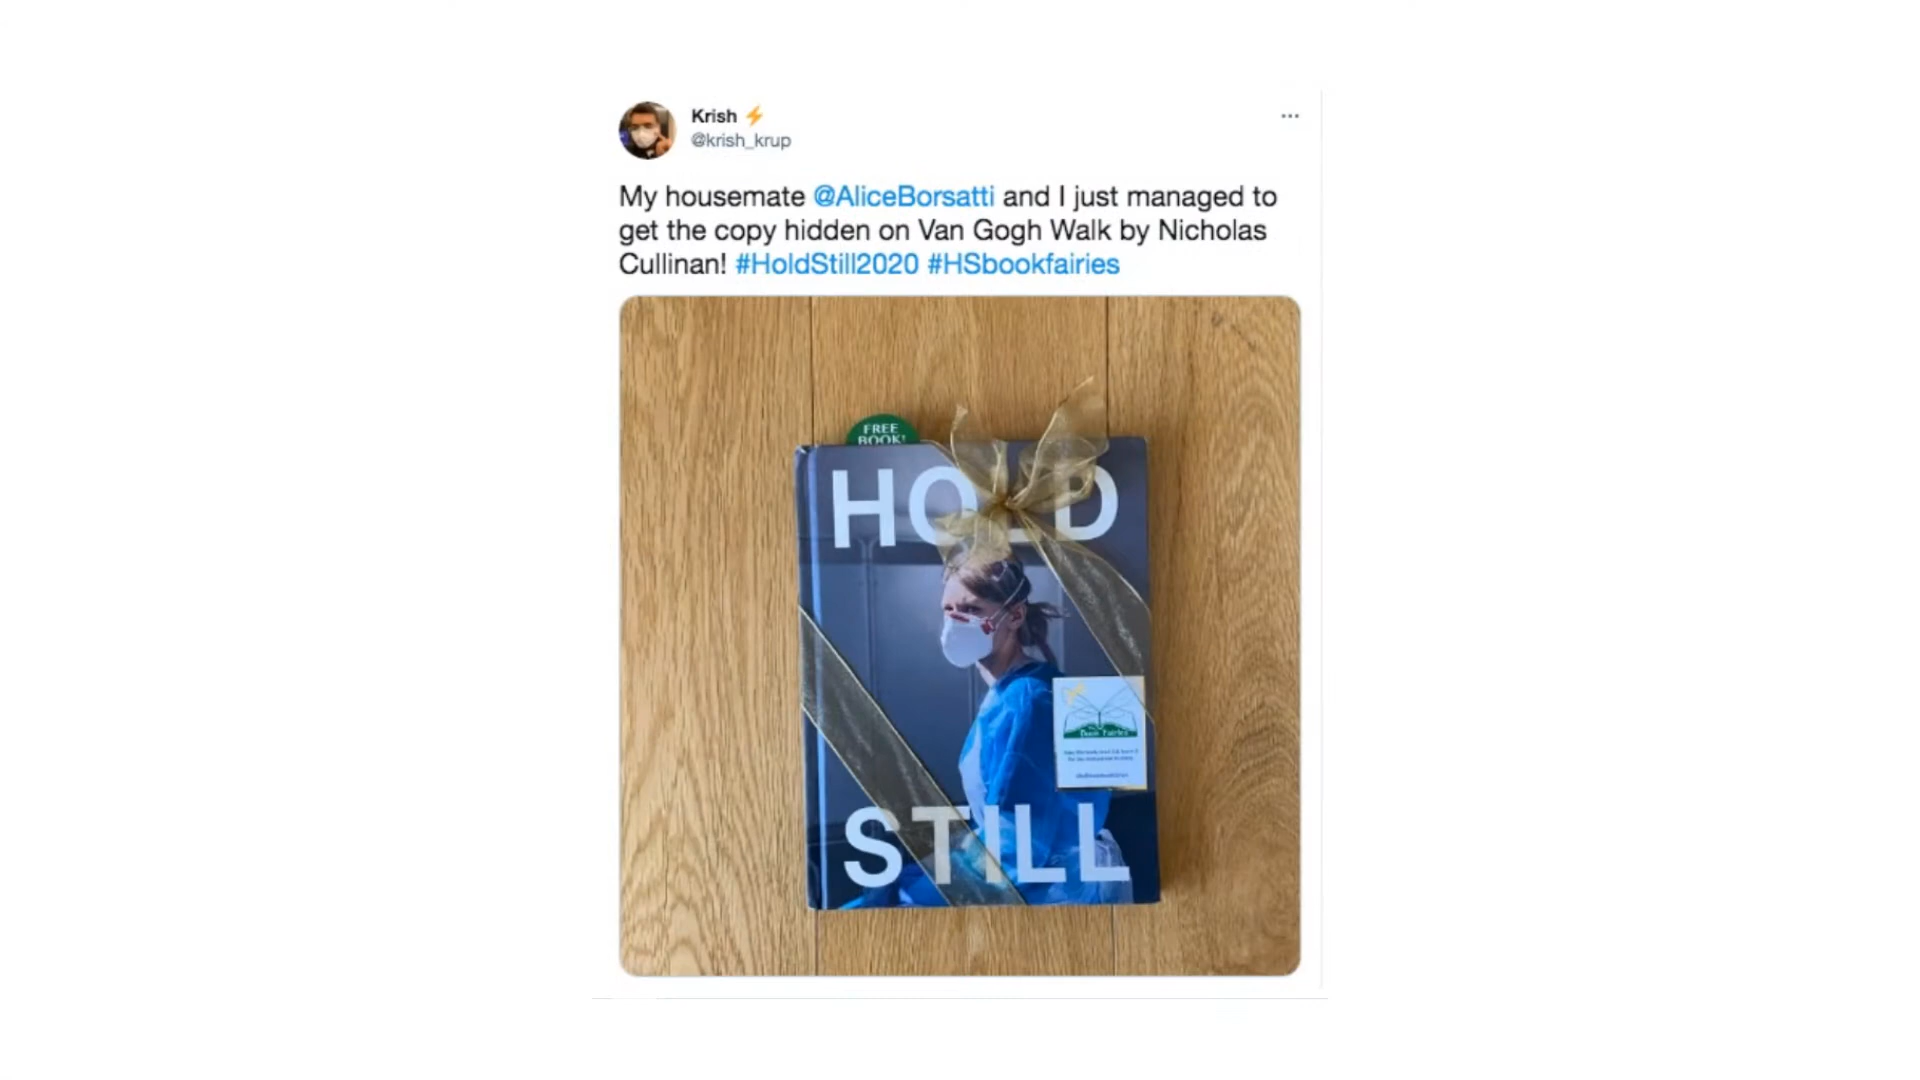 Krish ⚡
@krish_krup
My housemate @AliceBorsatti and I just managed to
get the copy hidden on Van Gogh Walk by Nicholas
Cullinan! #HoldStill2020 #HSbookfairies
FREE
BOOK!
HOLD
STILL